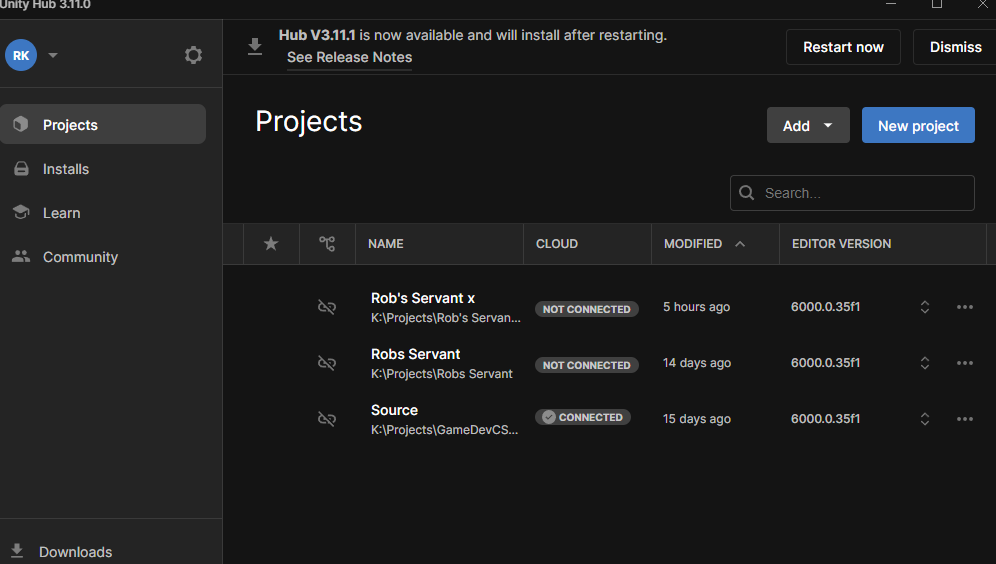 Unity Hub 3.11.0
Hub V3.11.1 is now available and will install after restarting.
See Release Notes
Restart now
Dismiss
RK
Projects
Installs
Learn
Community
Downloads
Projects
Add
New project
Search...
NAME CLOUD MODIFIED EDITOR VERSION
Rob's Servant x
K:\Projects\Rob's Servan...
NOT CONNECTED
5 hours ago
6000.0.35f1
Robs Servant
K:\Projects\Robs Servant
NOT CONNECTED
14 days ago
6000.0.35f1
Source
K:\Projects\GameDevCS...
CONNECTED
15 days ago
6000.0.35f1